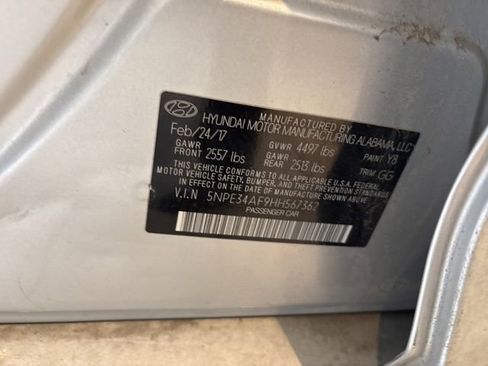 MANUFACTURED BY
HYUNDAI MOTOR MANUFACTURING ALABAMA, LLC
Feb/24/17 GVWR 4497 lbs PAINT Y8
GAWR FRONT 2557 lbs GAWR REAR 2513 lbs TRIM GG
THIS VEHICLE CONFORMS TO ALL APPLICABLE U.S.A FEDERAL
MOTOR VEHICLE SAFETY, BUMPER, AND THEFT PREVENTION STANDARDS
IN EFFECT ON THE DATE OF MANUFACTURE SHOWN ABOVE.
V.I.N 5NPE34AF9HH567362
PASSENGER CAR